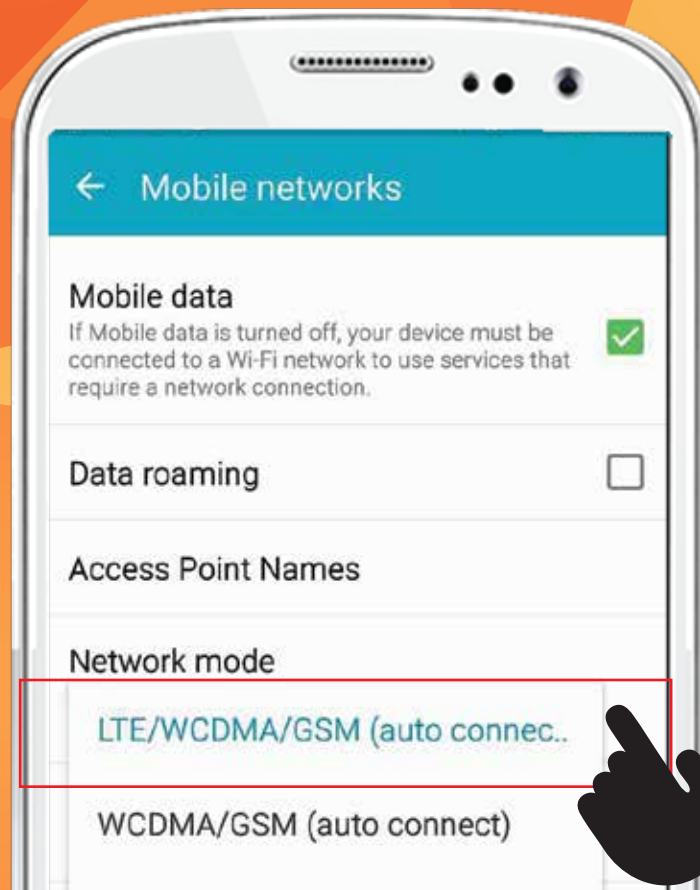 Mobile networks
Mobile data
If Mobile data is turned off, your device must be
connected to a Wi-Fi network to use services that
require a network connection.
Data roaming
Access Point Names
Network mode
LTE/WCDMA/GSM (auto connec..
WCDMA/GSM (auto connect)